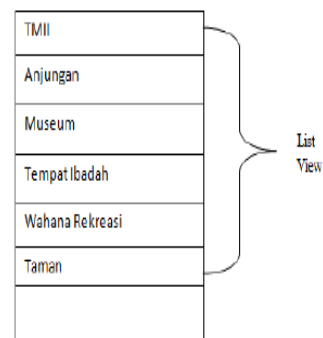 TMII
Anjungan
Museum
Tempat Ibadah
Wahana Rekreasi
Taman
List
View